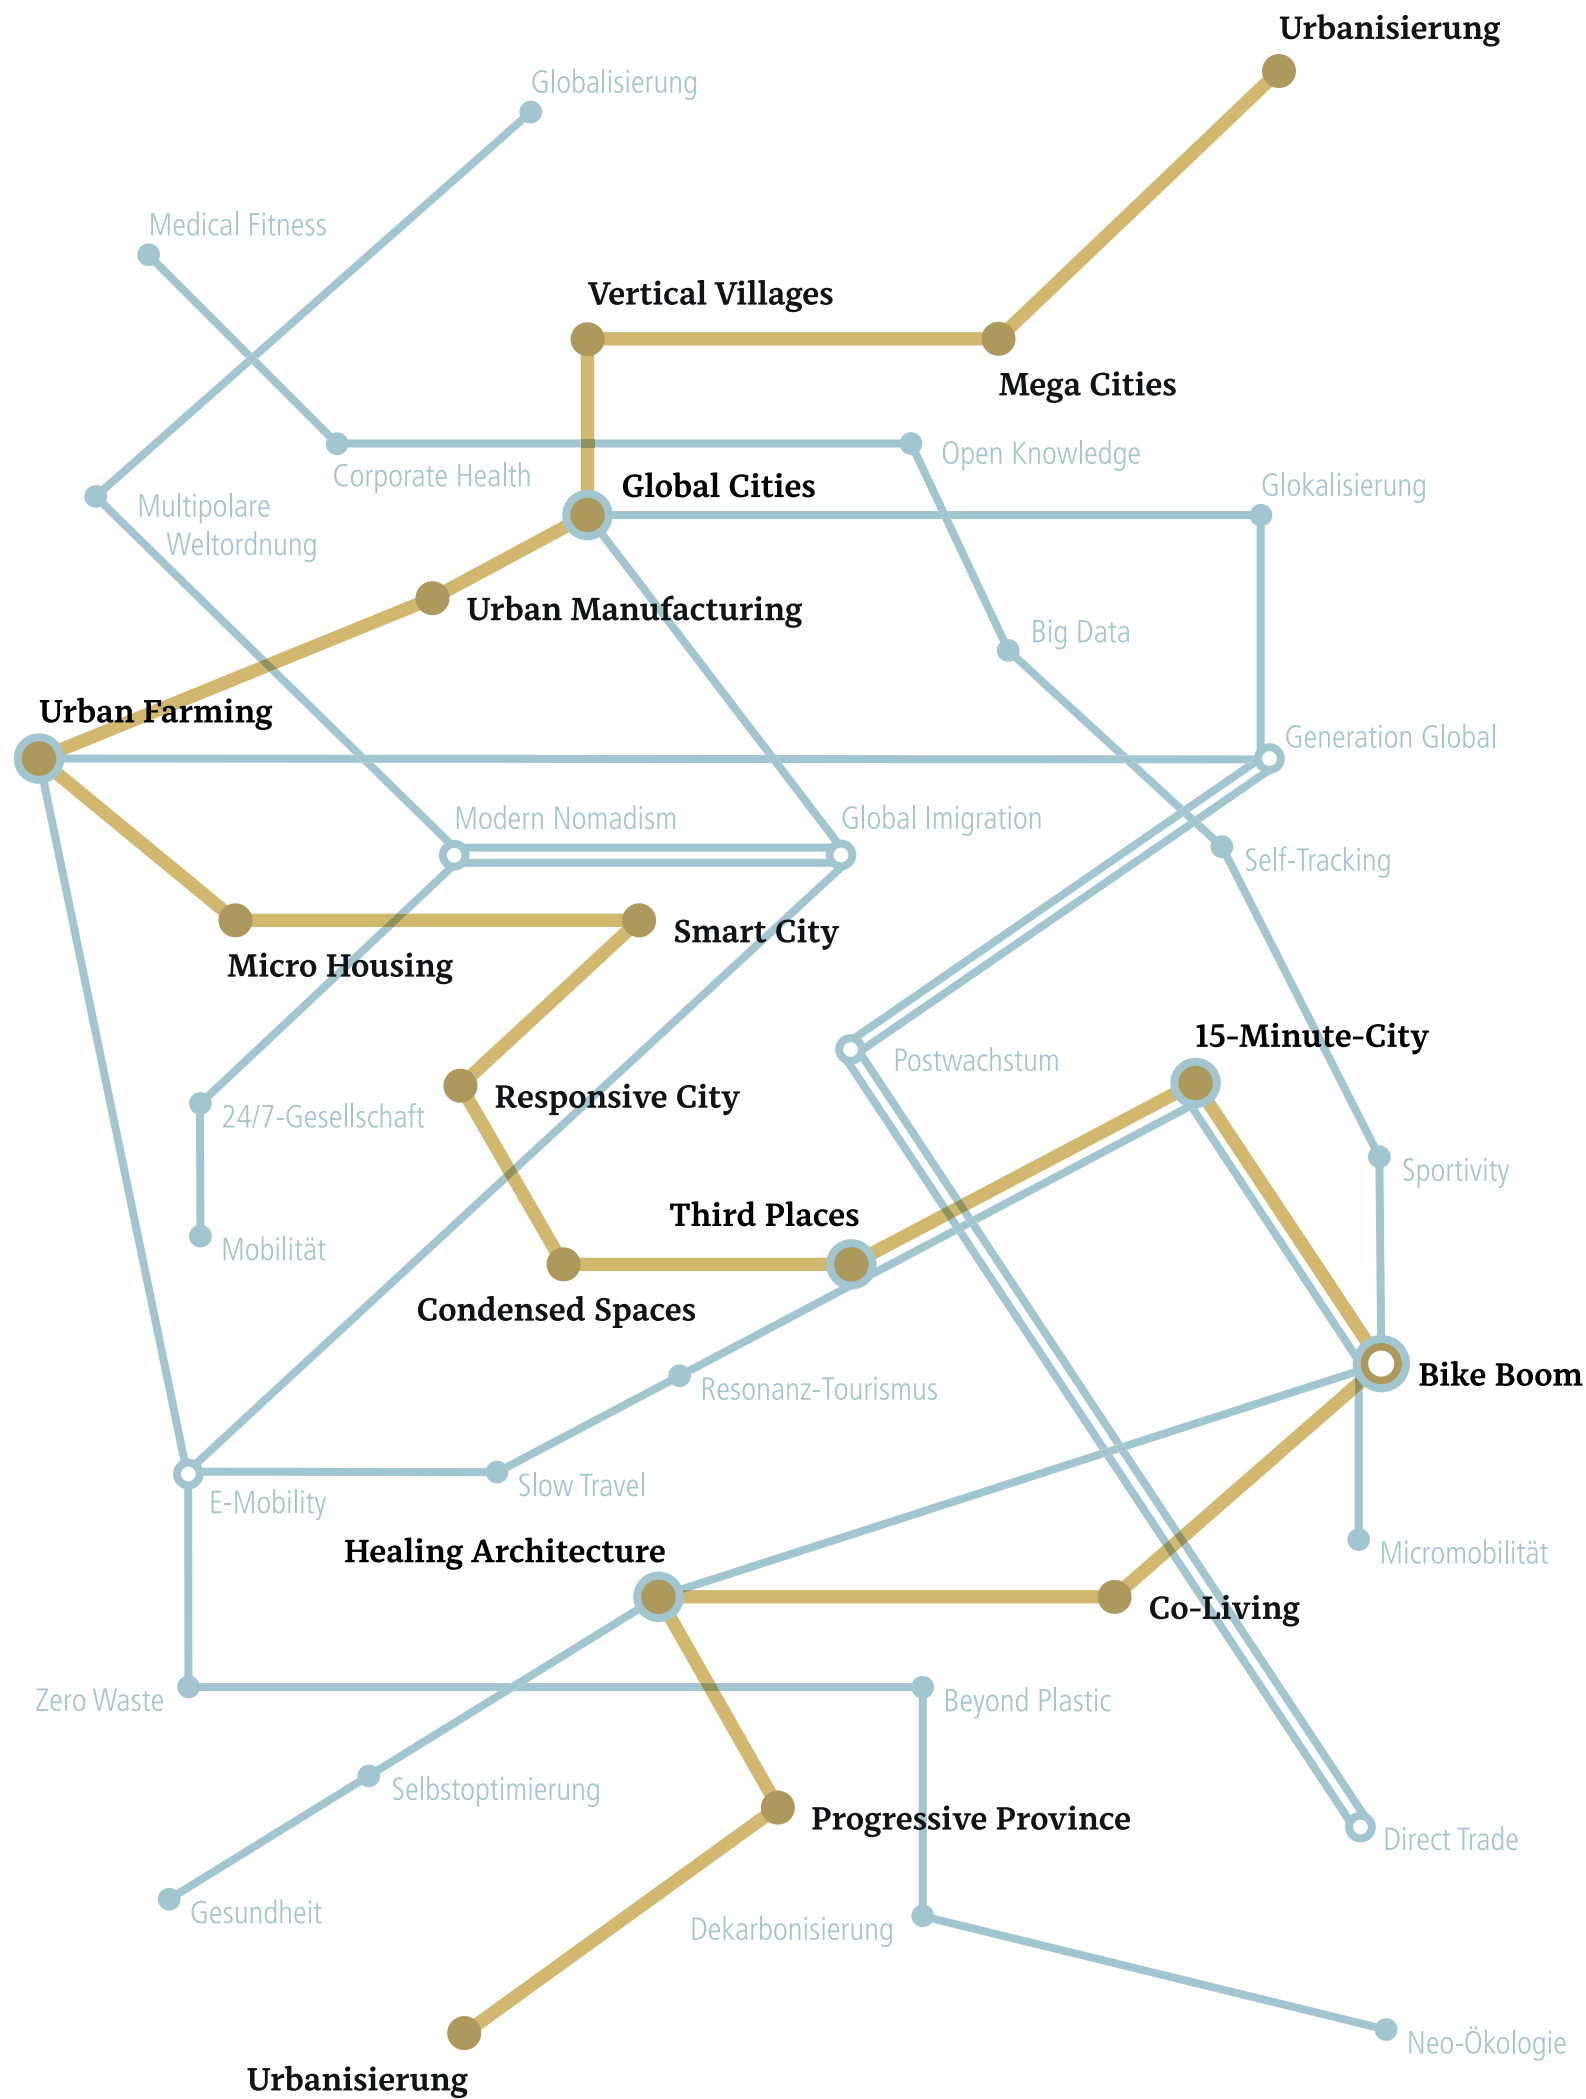 Urbanisierung
Globalisierung
Medical Fitness
Vertical Villages
Mega Cities
Open Knowledge
Corporate Health
Global Cities
Glokalisierung
Multipolare
Weltordnung
Urban Manufacturing
Big Data
Urban Farming
Generation Global
Modern Nomadism
Global Imigration
Self-Tracking
Smart City
Micro Housing
15-Minute-City
Postwachstum
Responsive City
24/7-Gesellschaft
Sportivity
Third Places
Mobilität
Condensed Spaces
Bike Boom
Resonanz-Tourismus
Slow Travel
E-Mobility
Healing Architecture
Micromobilität
Co-Living
Zero Waste
Beyond Plastic
Selbstoptimierung
Progressive Province
Direct Trade
Gesundheit
Dekarbonisierung
Neo-Ökologie
Urbanisierung